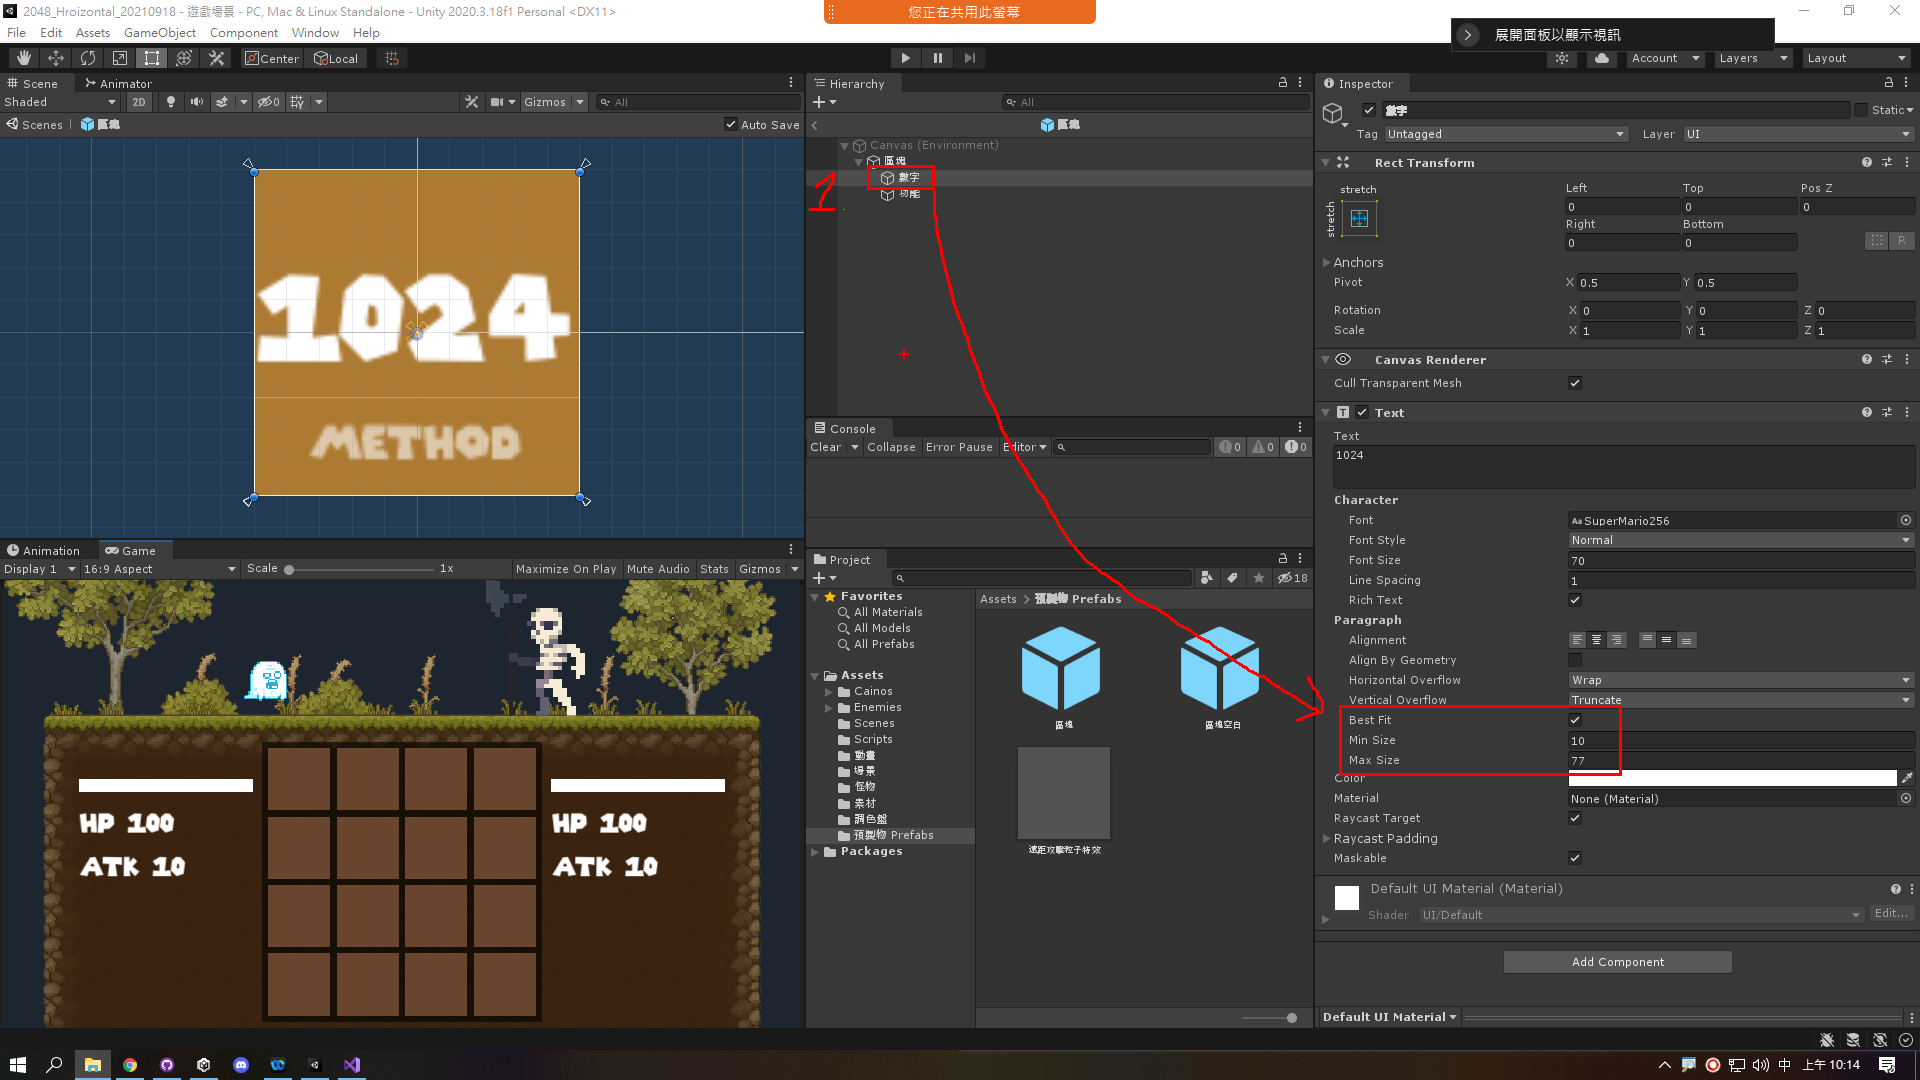 2048_Hroizontal_20210918 - 遊戲場景 - PC, Mac & Linux Standalone - Unity 2020.3.18f1 Personal <DX11>
您正在共用此螢幕
File Edit Assets GameObject Component Window Help
展開面板以顯示視訊
Center Local
Account Layers Layout
Scene Animator
Shaded 2D 0 Gizmos All
Scenes 區塊 Auto Save
1024
METHOD
Hierarchy
All
區塊
Canvas (Environment)
區塊
數字
功能
1
Console
Clear Collapse Error Pause Editor 0 0 0
Animation Game
Display 1 16:9 Aspect Scale 1x Maximize On Play Mute Audio Stats Gizmos
HP 100
ATK 10
HP 100
ATK 10
Project
18
Favorites
All Materials
All Models
All Prefabs
Assets
Cainos
Enemies
Scenes
Scripts
動畫
場景
怪物
素材
調色盤
預製物 Prefabs
Packages
Assets > 預製物 Prefabs
區塊
區塊空白
遠距攻擊粒子特效
Inspector
數字 Static
Tag Untagged Layer UI
Rect Transform
stretch
stretch
Left Top Pos Z
0 0 0
Right Bottom
0 0 R
Anchors
Pivot X 0.5 Y 0.5
Rotation X 0 Y 0 Z 0
Scale X 1 Y 1 Z 1
Canvas Renderer
Cull Transparent Mesh
Text
Text
1024
Character
Font SuperMario256
Font Style Normal
Font Size 70
Line Spacing 1
Rich Text
Paragraph
Alignment
Align By Geometry
Horizontal Overflow Wrap
Vertical Overflow Truncate
Best Fit
Min Size 10
Max Size 77
Color
Material None (Material)
Raycast Target
Raycast Padding
Maskable
Default UI Material (Material)
Shader UI/Default Edit...
Add Component
Default UI Material
中 上午 10:14